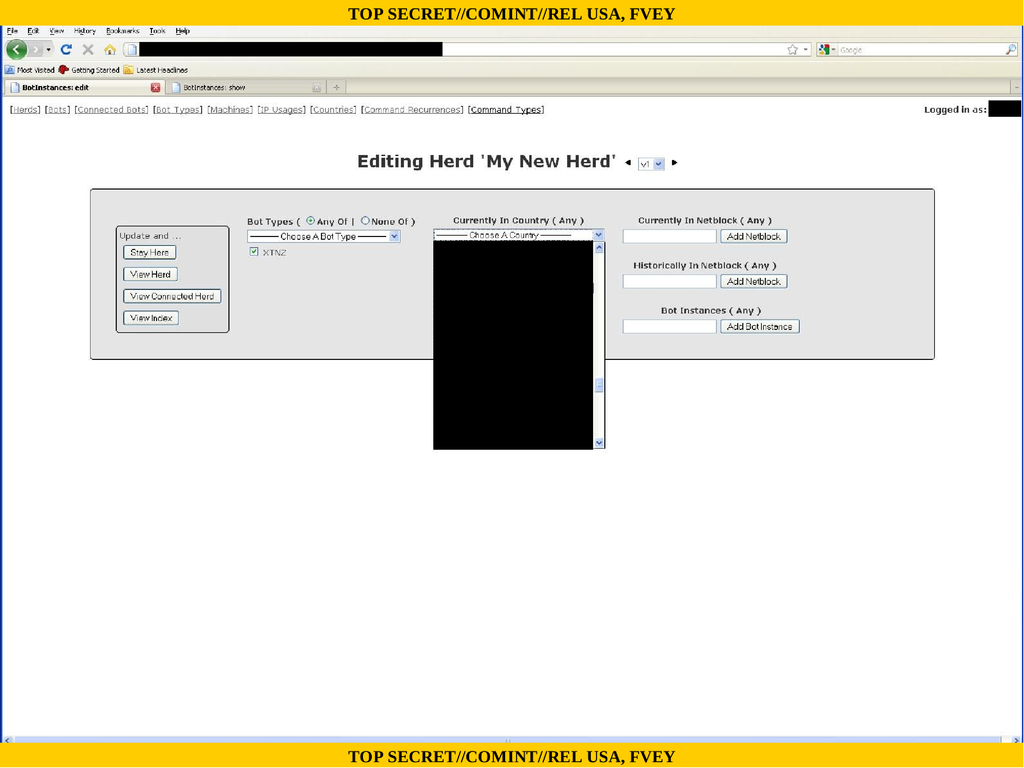 TOP SECRET//COMINT//REL USA, FVEY
File Edit View History Bookmarks Tools Help
Google
Most Visited Getting Started Latest Headlines
BotInstances: edit BotInstances: show
[Herds] [Bots] [Connected Bots] [Bot Types] [Machines] [IP Usages] [Countries] [Command Recurrences] [Command Types] Logged in as:
Editing Herd 'My New Herd' v1
Update and ...
Stay Here
View Herd
View Connected Herd
View Index
Bot Types ( Any Of | None Of )
Choose A Bot Type
XTNZ
Currently In Country ( Any )
Choose A Country
Currently In Netblock ( Any )
Add Netblock
Historically In Netblock ( Any )
Add Netblock
Bot Instances ( Any )
Add Bot Instance
TOP SECRET//COMINT//REL USA, FVEY